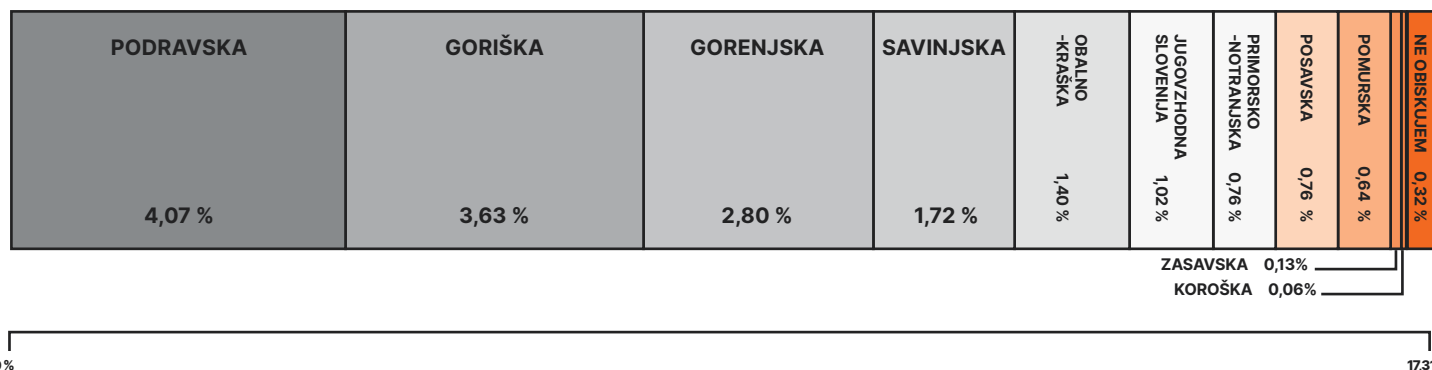 PODRAVSKA
4,07 %
GORIŠKA
3,63 %
GORENJSKA
2,80 %
SAVINJSKA
1,72 %
OBALNO
-KRAŠKA
1,40 %
JUGOVZHODNA
SLOVENIJA
1,02 %
PRIMORSKO
-NOTRANJSKA
0,76 %
POSAVSKA
0,76 %
POMURSKA
0,64 %
NE OBISKUJEM
0,32 %
ZASAVSKA 0,13%
KOROŠKA 0,06%